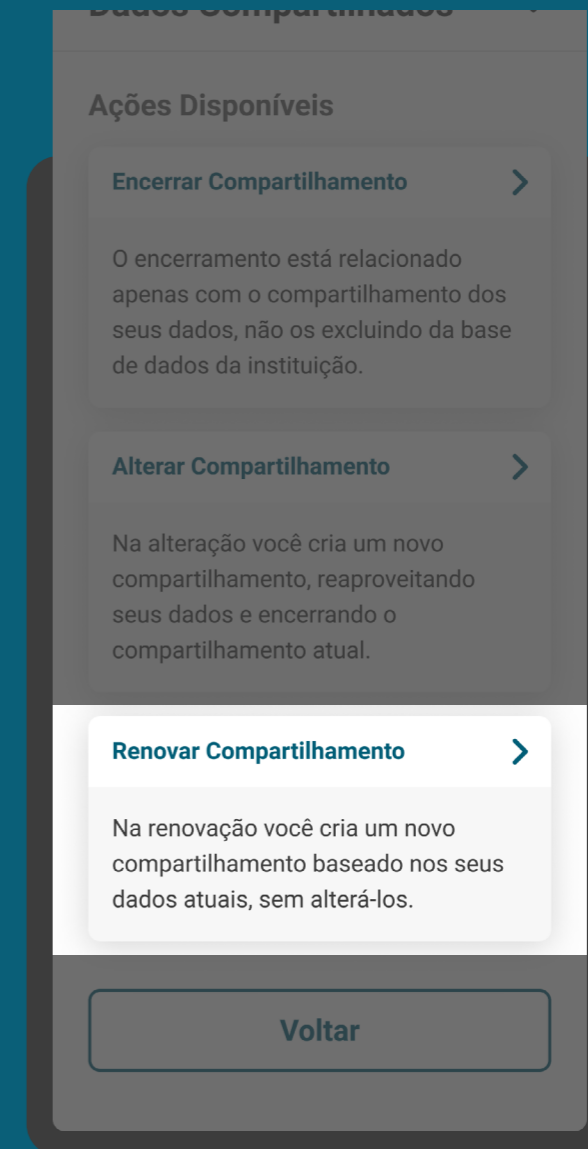 Dados Compartilhados
Ações Disponíveis
Encerrar Compartilhamento
O encerramento está relacionado
apenas com o compartilhamento dos
seus dados, não os excluindo da base
de dados da instituição.
Alterar Compartilhamento
Na alteração você cria um novo
compartilhamento, reaproveitando
seus dados e encerrando o
compartilhamento atual.
Renovar Compartilhamento
Na renovação você cria um novo
compartilhamento baseado nos seus
dados atuais, sem alterá-los.
Voltar